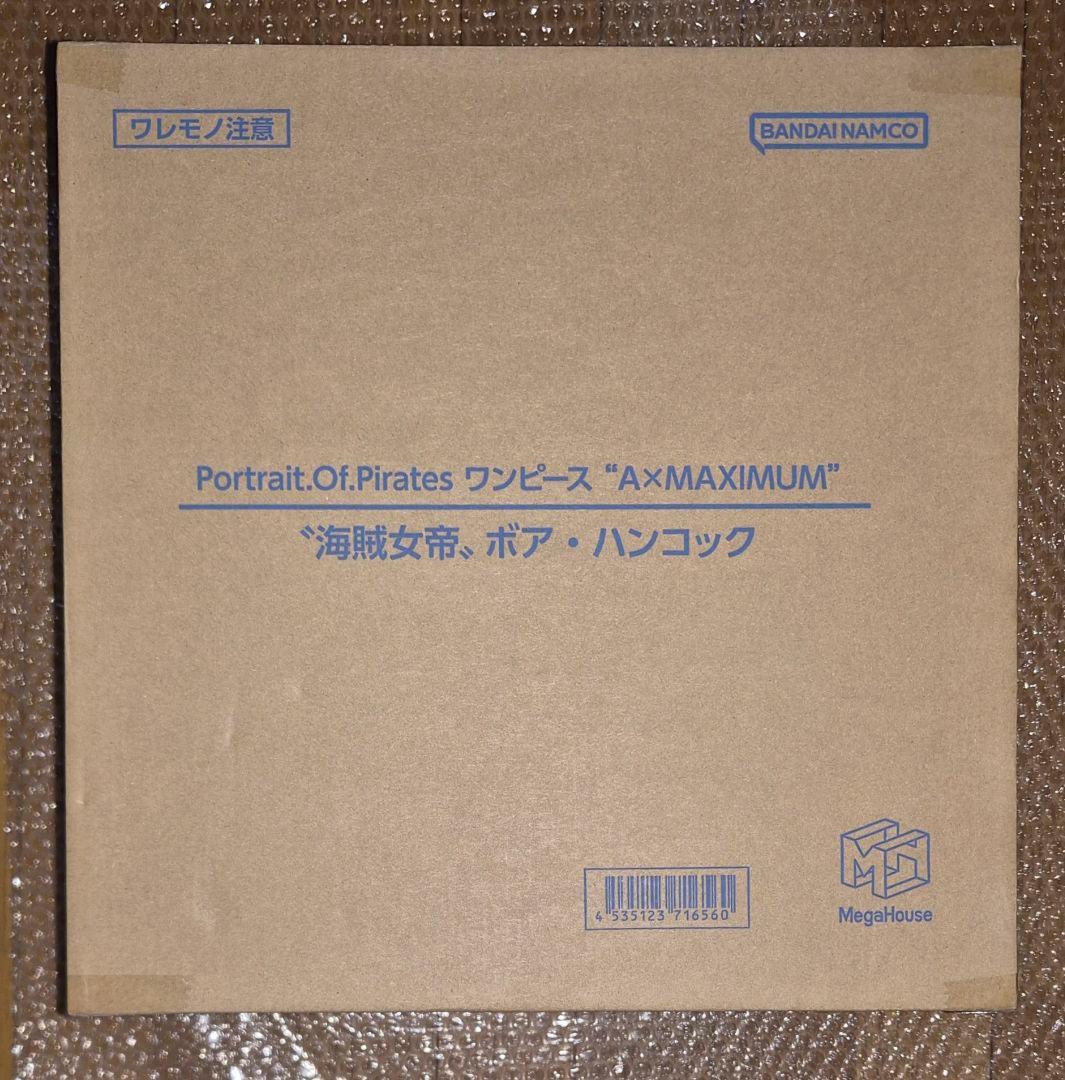 ワレモノ注意
BANDAI NAMCO
Portrait.Of.Pirates ワンピース “A×MAXIMUM”
〝海賊女帝〟ボア・ハンコック
4 535123 716560
MH
MegaHouse